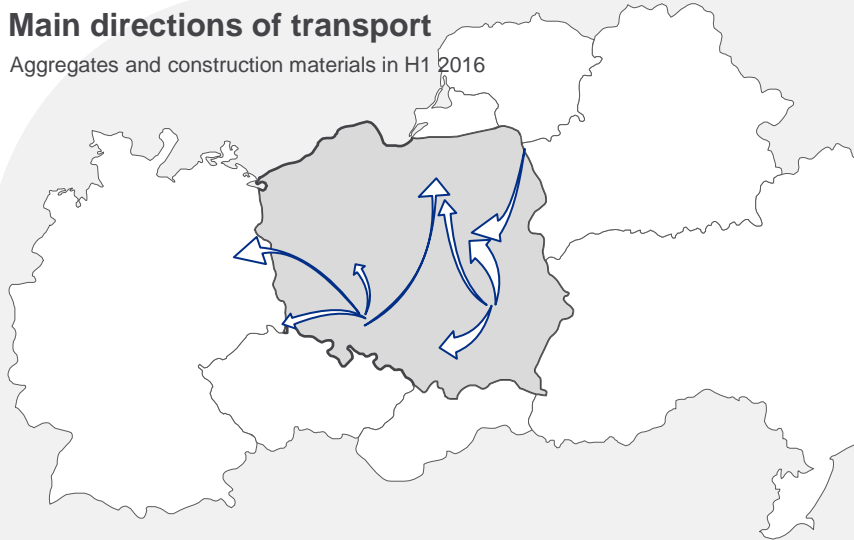 Main directions of transport
Aggregates and construction materials in H1 2016